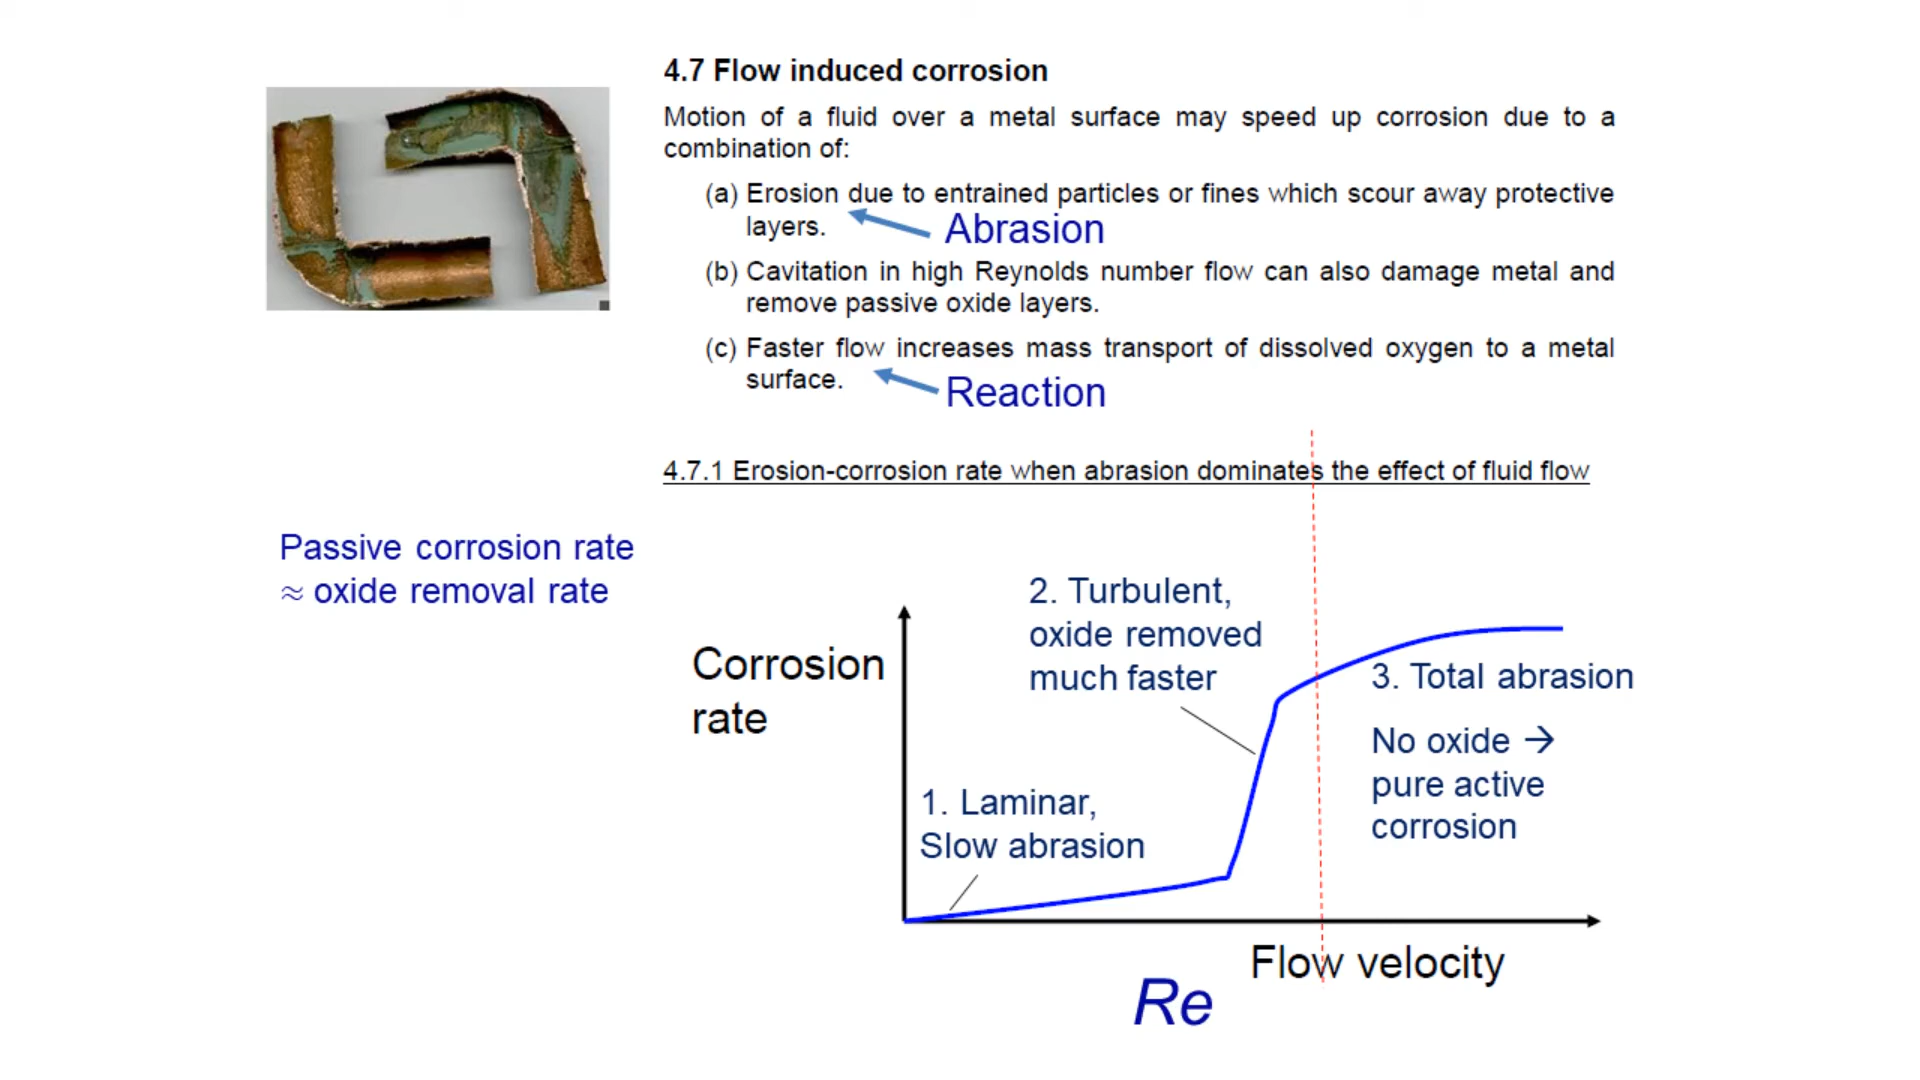 4.7 Flow induced corrosion
Motion of a fluid over a metal surface may speed up corrosion due to a
combination of:
(a) Erosion due to entrained particles or fines which scour away protective
layers.
Abrasion
(b) Cavitation in high Reynolds number flow can also damage metal and
remove passive oxide layers.
(c) Faster flow increases mass transport of dissolved oxygen to a metal
surface.
Reaction
4.7.1 Erosion-corrosion rate when abrasion dominates the effect of fluid flow
Passive corrosion rate
≈ oxide removal rate
2. Turbulent,
oxide removed
much faster
Corrosion
rate
3. Total abrasion
No oxide →
pure active
corrosion
1. Laminar,
Slow abrasion
Flow velocity
Re